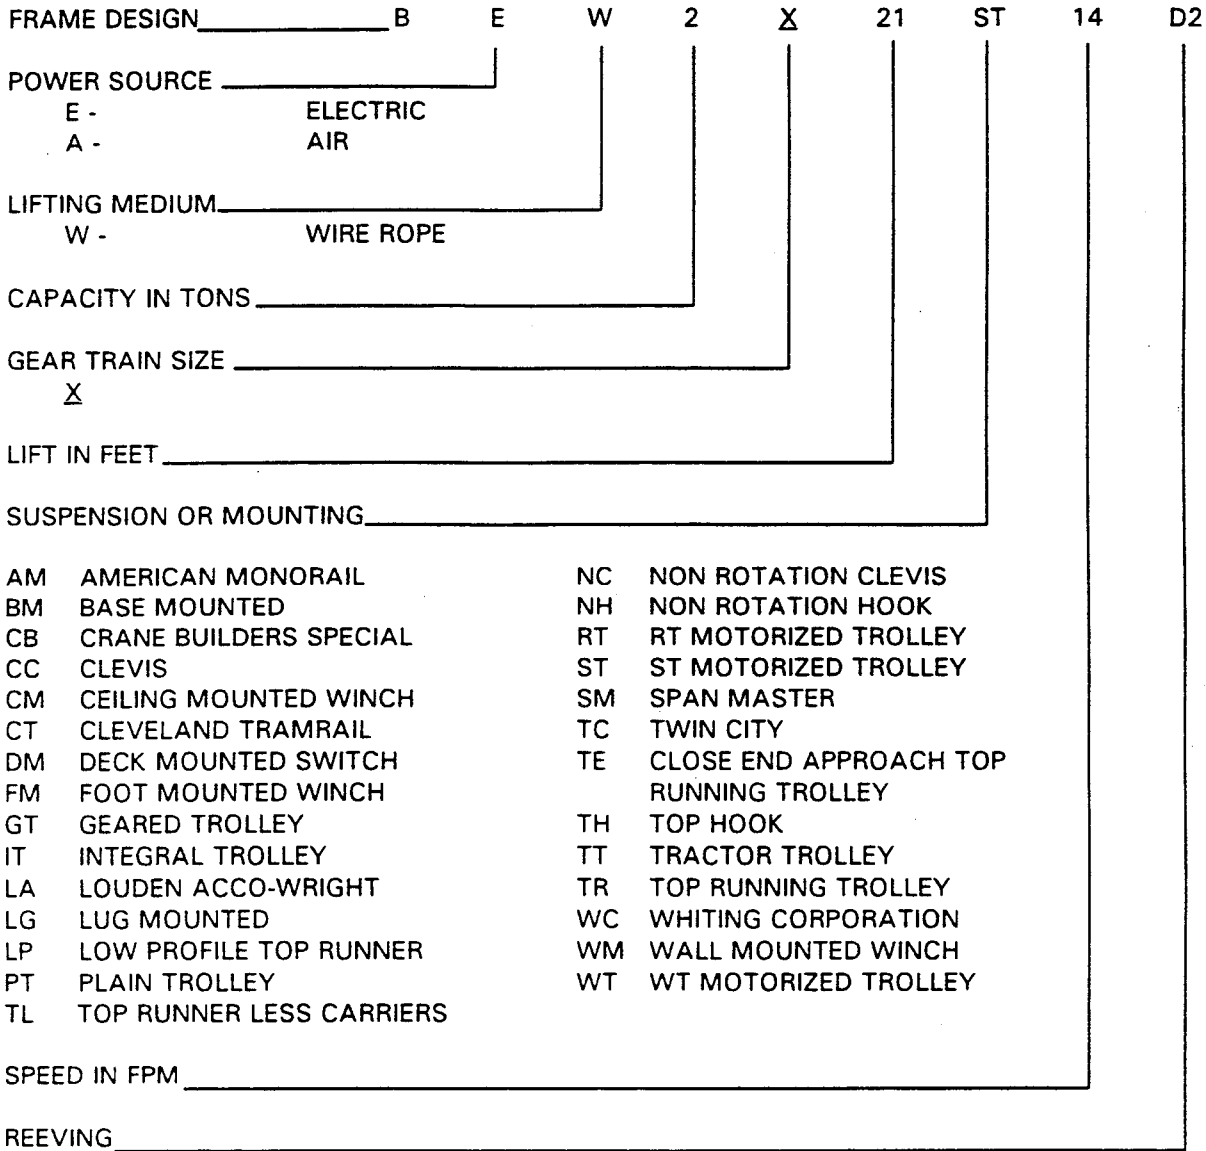 FRAME DESIGN B E W 2 X 21 ST 14 D2
POWER SOURCE
E - ELECTRIC
A - AIR
LIFTING MEDIUM
W - WIRE ROPE
CAPACITY IN TONS
GEAR TRAIN SIZE
X
LIFT IN FEET
SUSPENSION OR MOUNTING
AM AMERICAN MONORAIL
BM BASE MOUNTED
CB CRANE BUILDERS SPECIAL
CC CLEVIS
CM CEILING MOUNTED WINCH
CT CLEVELAND TRAMRAIL
DM DECK MOUNTED SWITCH
FM FOOT MOUNTED WINCH
GT GEARED TROLLEY
IT INTEGRAL TROLLEY
LA LOUDEN ACCO-WRIGHT
LG LUG MOUNTED
LP LOW PROFILE TOP RUNNER
PT PLAIN TROLLEY
TL TOP RUNNER LESS CARRIERS
NC NON ROTATION CLEVIS
NH NON ROTATION HOOK
RT RT MOTORIZED TROLLEY
ST ST MOTORIZED TROLLEY
SM SPAN MASTER
TC TWIN CITY
TE CLOSE END APPROACH TOP
RUNNING TROLLEY
TH TOP HOOK
TT TRACTOR TROLLEY
TR TOP RUNNING TROLLEY
WC WHITING CORPORATION
WM WALL MOUNTED WINCH
WT WT MOTORIZED TROLLEY
SPEED IN FPM
REEVING